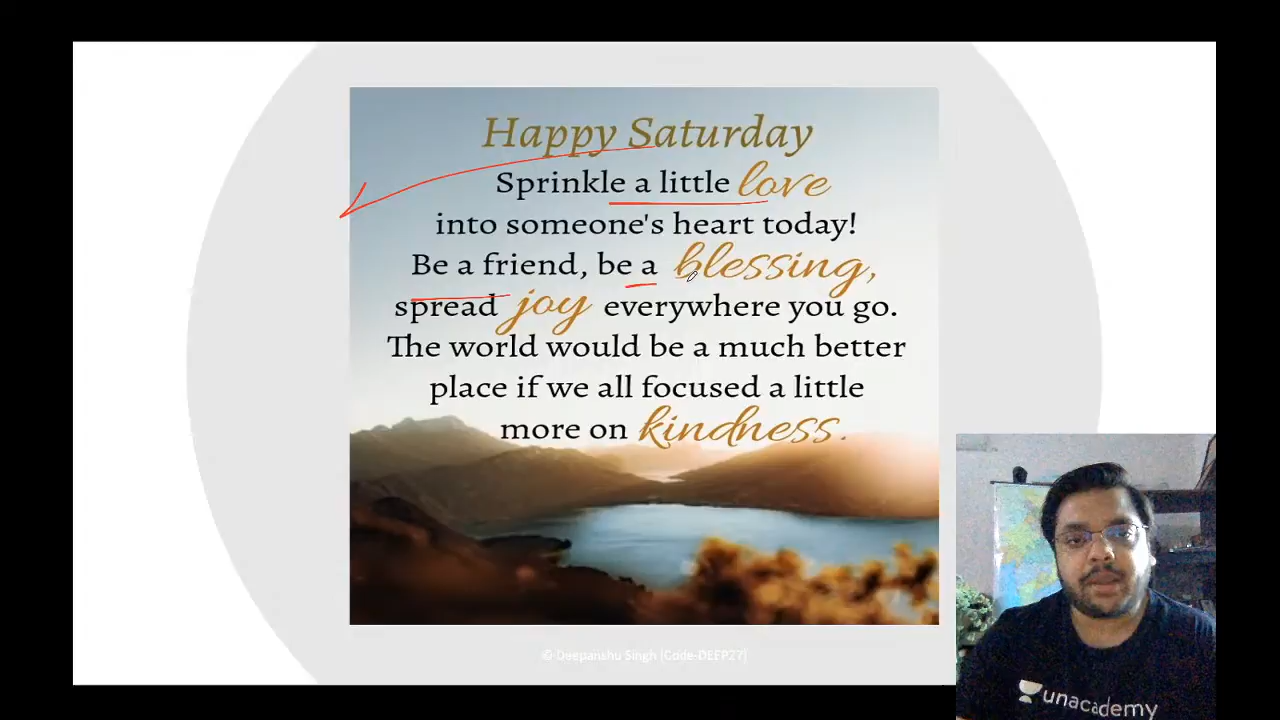 Happy Saturday
Sprinkle a little love
into someone's heart today!
Be a friend, be a blessing,
spread joy everywhere you go.
The world would be a much better
place if we all focused a little
more on kindness.
© Deepanshu Singh [Code-DEEP27]
unacademy